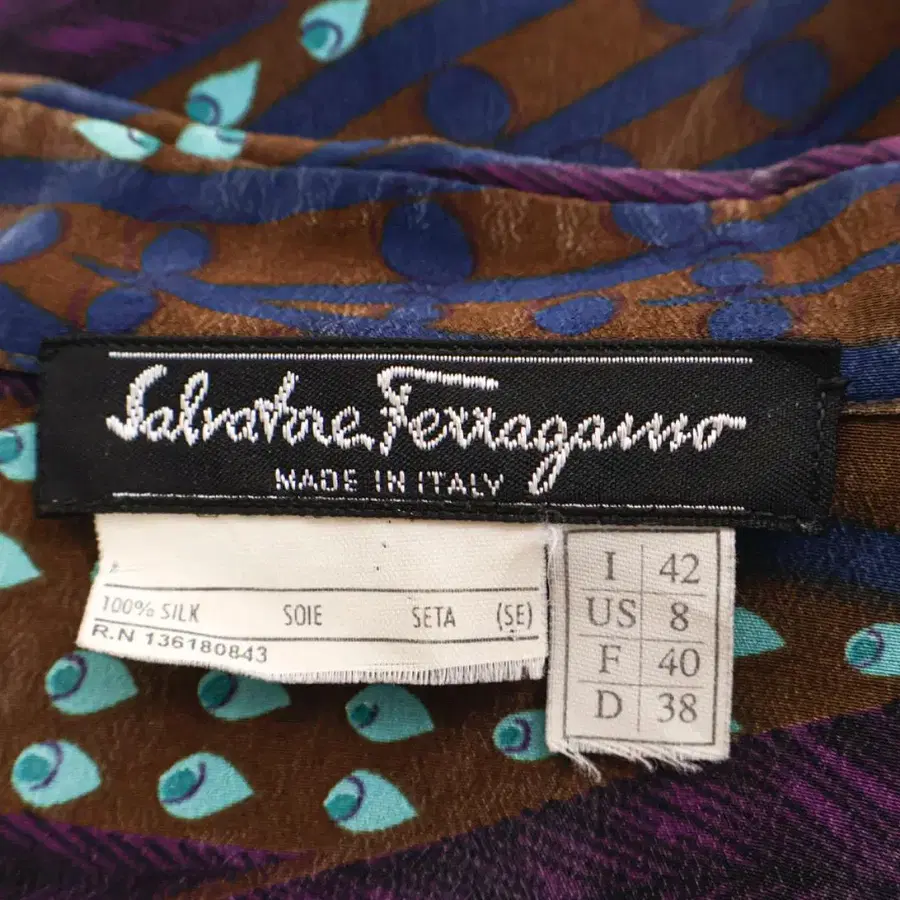 Salvatore Ferragamo
MADE IN ITALY
100% SILK SOIE SETA (SE)
R.N 136180843
I 42
US 8
F 40
D 38